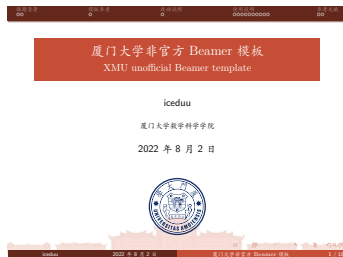 厦门大学非官方 Beamer 模板
XMU unofficial Beamer template
iceduu
厦门大学数学科学学院
2022 年 8 月 2 日
UNIVERSITAS AMOIENSIS
iceduu 2022 年 8 月 2 日 厦门大学非官方 Beamer 模板